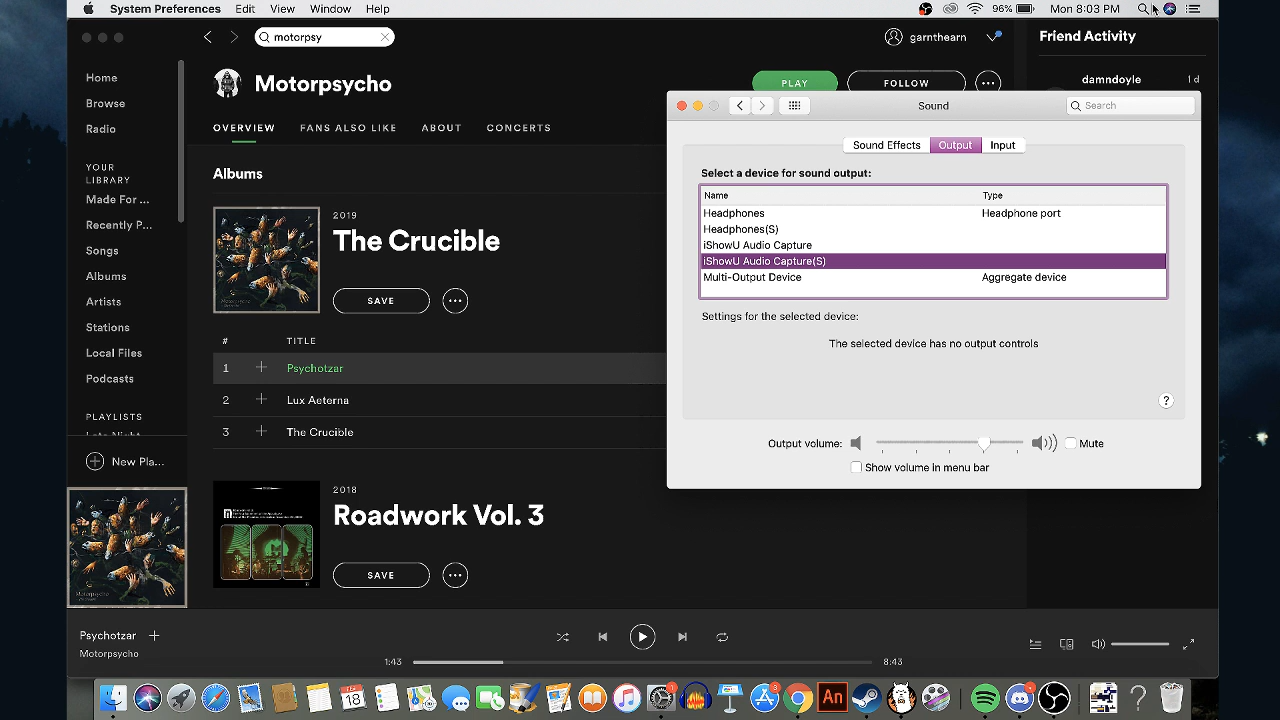 System Preferences Edit View Window Help 96% Mon 8:03 PM
motorpsy
garnthearn
Friend Activity
damndoyle 1 d
Home
Browse
Radio
YOUR
LIBRARY
Made For ...
Recently P...
Songs
Albums
Artists
Stations
Local Files
Podcasts
PLAYLISTS
Late Night
New Pla...
Motorpsycho
PLAY FOLLOW
OVERVIEW FANS ALSO LIKE ABOUT CONCERTS
Albums
2019
The Crucible
SAVE
# TITLE
1 Psychotzar
2 Lux Aeterna
3 The Crucible
2018
Roadwork Vol. 3
SAVE
Sound
Search
Sound Effects Output Input
Select a device for sound output:
Name Type
Headphones Headphone port
Headphones(S)
iShowU Audio Capture
iShowU Audio Capture(S)
Multi-Output Device Aggregate device
Settings for the selected device:
The selected device has no output controls
?
Output volume: Mute
Show volume in menu bar
Psychotzar
Motorpsycho
1:43 8:43
18
3
An